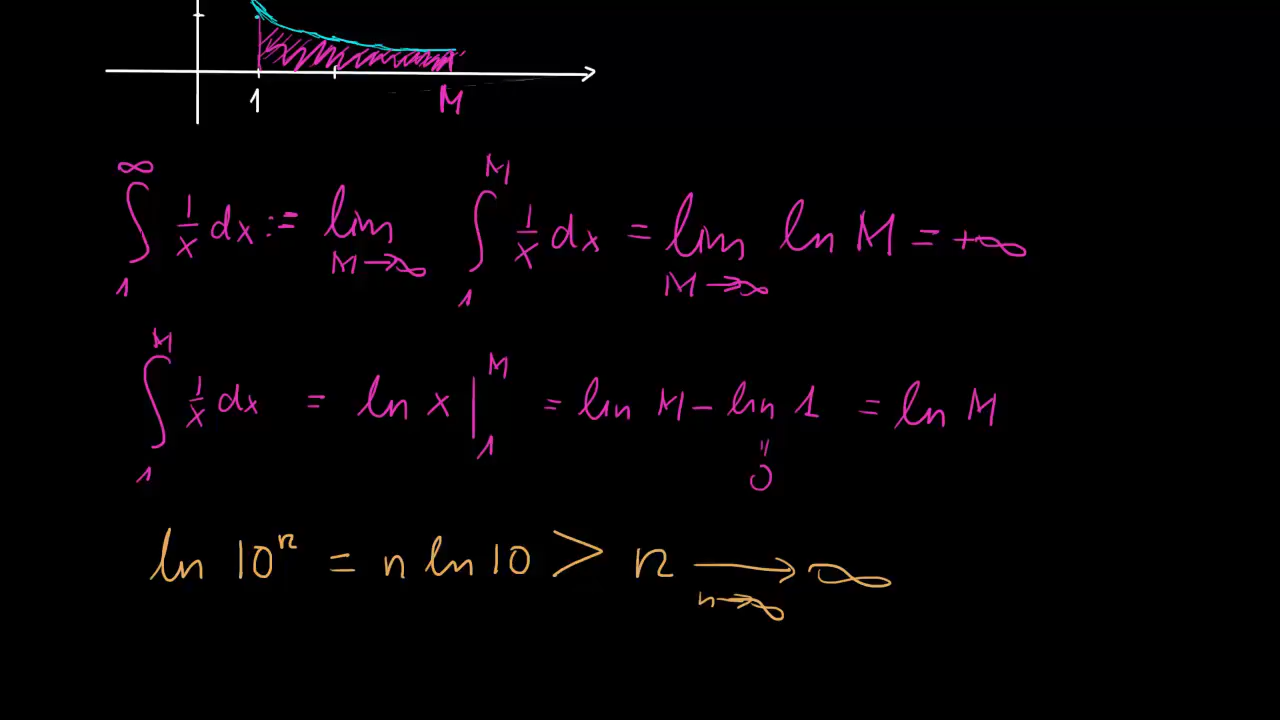 1 M
∫₁^∞ 1/x dx := lim_{M→∞} ∫₁^M 1/x dx = lim_{M→∞} ln M = +∞
∫₁^M 1/x dx = ln x |₁^M = ln M − ln 1 = ln M
"
0
ln 10ⁿ = n ln 10 > n →_{n→∞} ∞